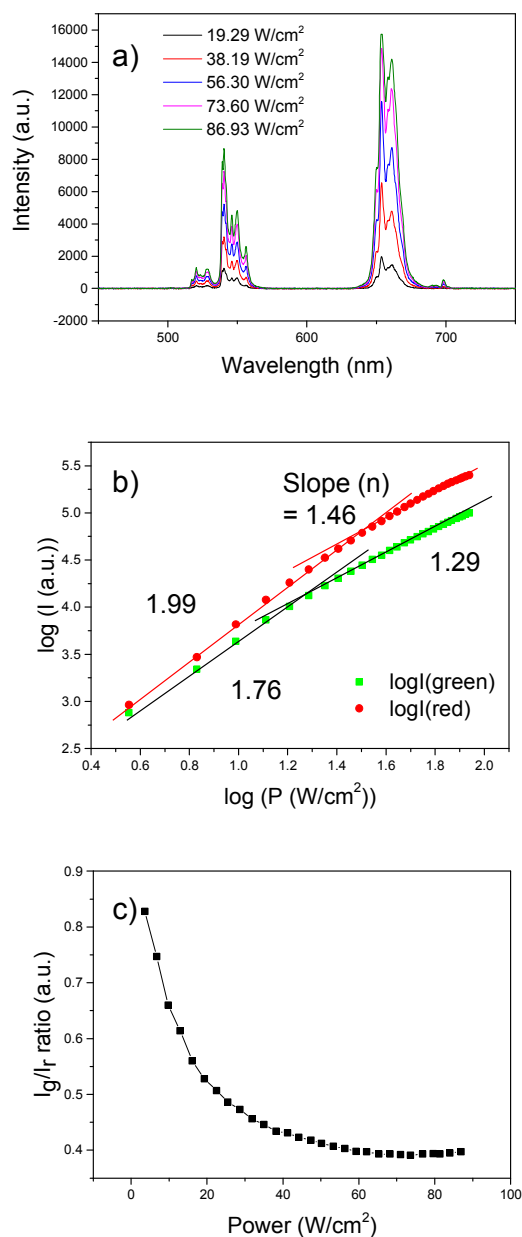 a)
19.29 W/cm²
38.19 W/cm²
56.30 W/cm²
73.60 W/cm²
86.93 W/cm²
Intensity (a.u.)
16000
14000
12000
10000
8000
6000
4000
2000
0
-2000
500
600
700
Wavelength (nm)
b)
Slope (n)
= 1.46
1.29
1.99
1.76
logI(green)
logI(red)
log (I (a.u.))
5.5
5.0
4.5
4.0
3.5
3.0
2.5
0.4
0.6
0.8
1.0
1.2
1.4
1.6
1.8
2.0
log (P (W/cm²))
c)
I_g/I_r ratio (a.u.)
0.9
0.8
0.7
0.6
0.5
0.4
0
20
40
60
80
100
Power (W/cm²)